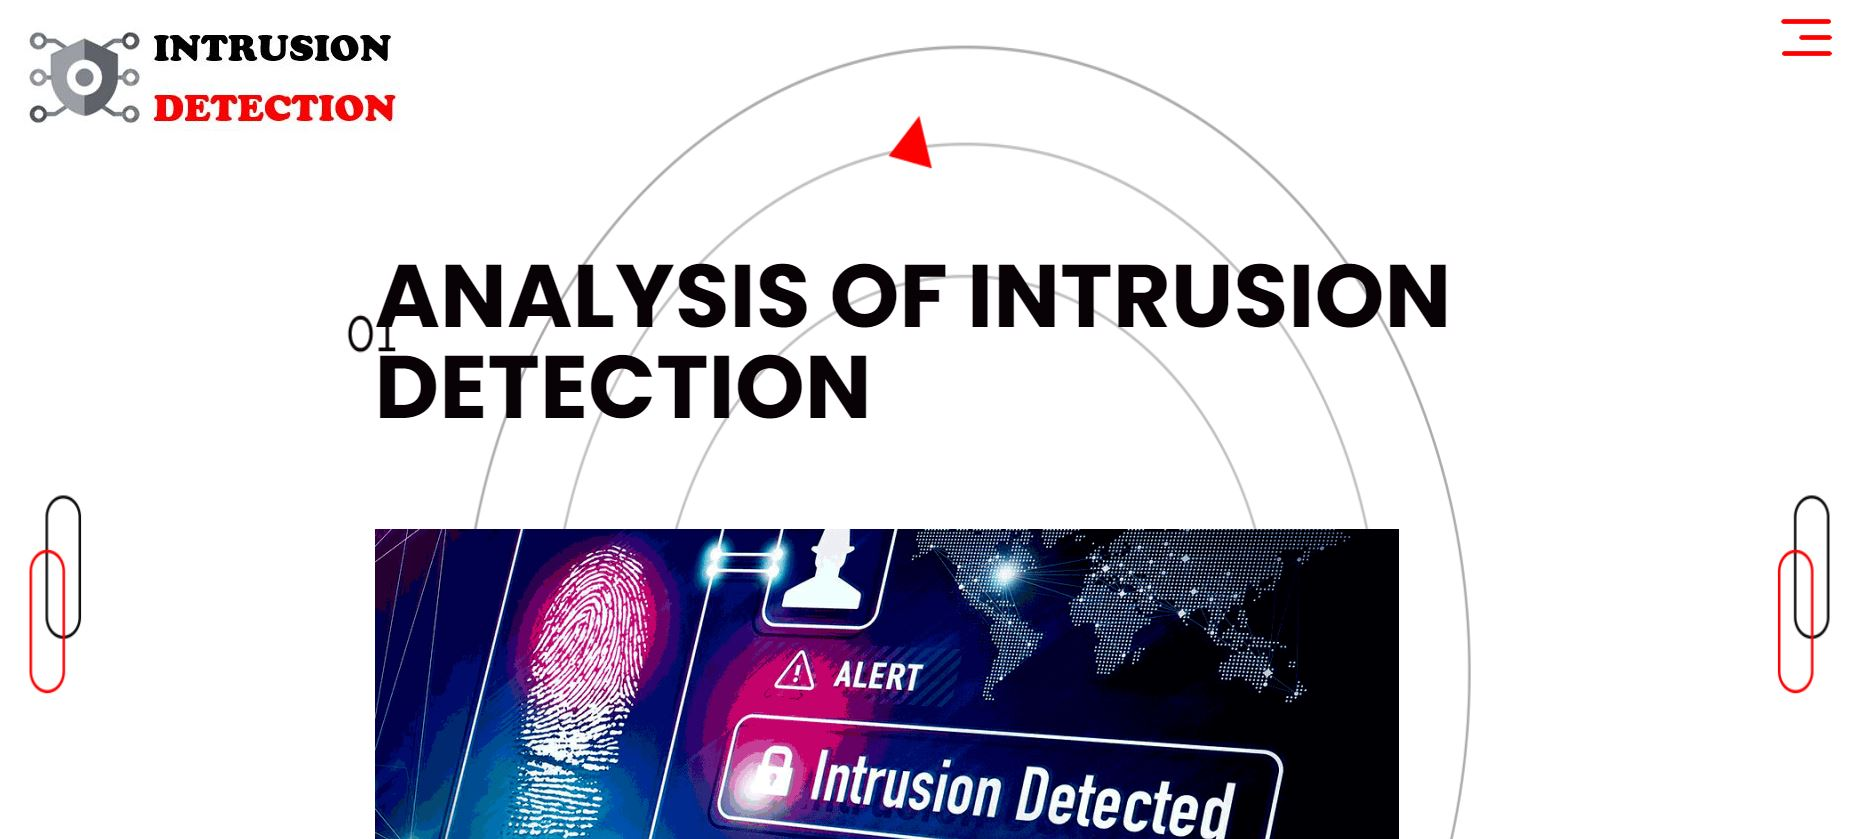 INTRUSION
DETECTION
ANALYSIS OF INTRUSION
01
DETECTION
ALERT
Intrusion Detected